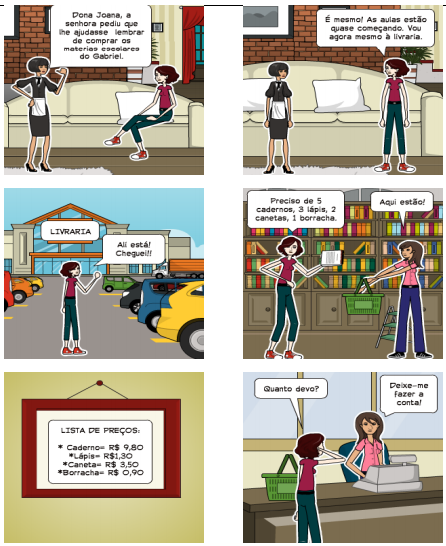 Dona Joana, a
senhora pediu que
lhe ajudasse lembrar
de comprar os
materias escolares
do Gabriel.
É mesmo! As aulas estão
quase começando. Vou
agora mesmo à livraria.
LIVRARIA
Ali está!
Cheguei!!
Preciso de 5
cadernos, 3 lápis, 2
canetas, 1 borracha.
Aqui estão!
LISTA DE PREÇOS:
* Caderno= R$ 9,80
*Lápis= R$1,30
*Caneta= R$ 3,50
*Borracha= R$ 0,90
Quanto devo?
Deixe-me
fazer a
conta!